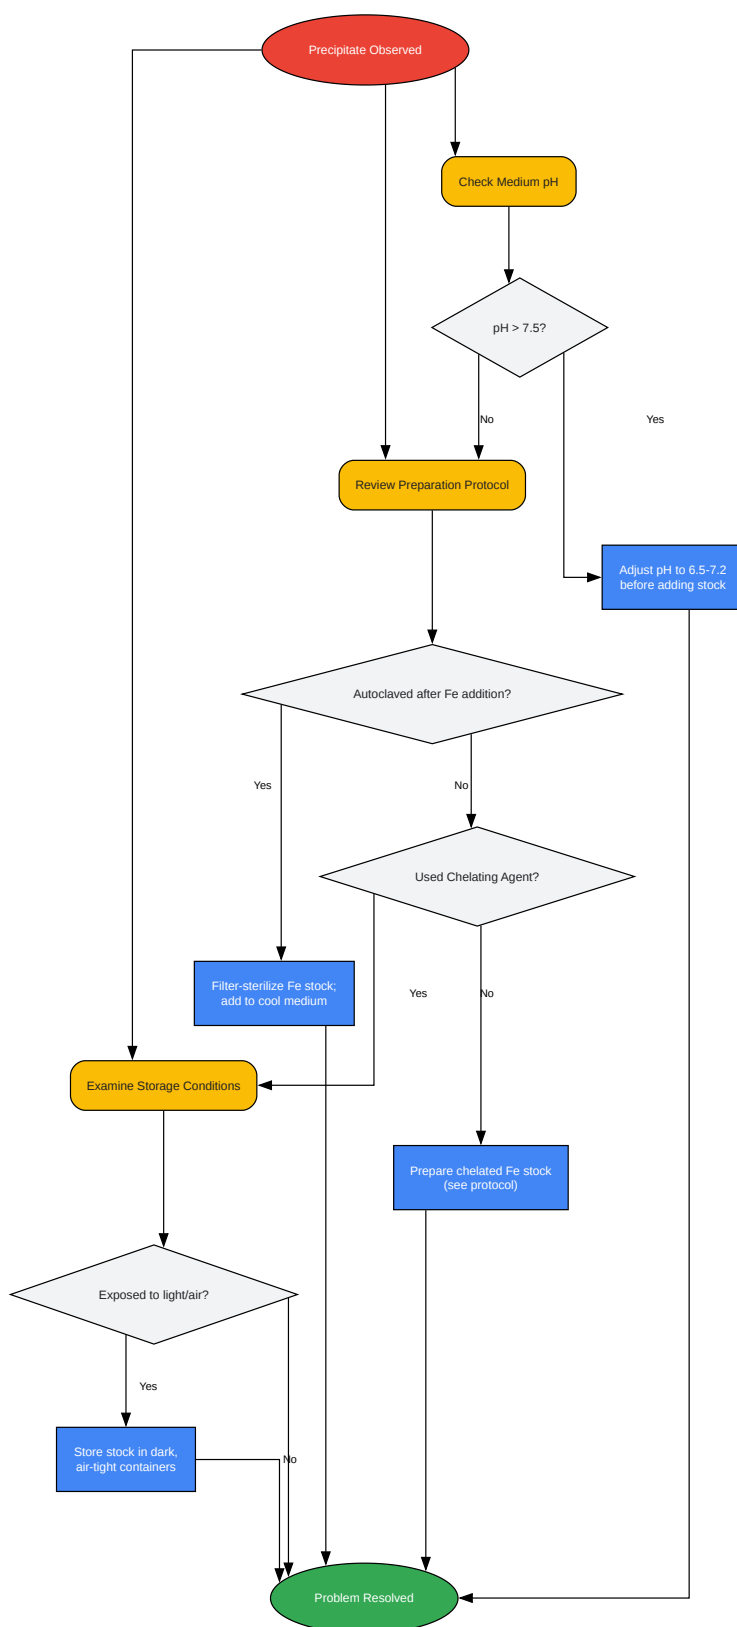 Precipitate Observed
Check Medium pH
pH > 7.5?
No
Yes
Review Preparation Protocol
Adjust pH to 6.5-7.2
before adding stock
Autoclaved after Fe addition?
Yes
No
Used Chelating Agent?
Filter-sterilize Fe stock;
add to cool medium
Yes
No
Examine Storage Conditions
Prepare chelated Fe stock
(see protocol)
Exposed to light/air?
Yes
Store stock in dark,
air-tight containers
No
Problem Resolved